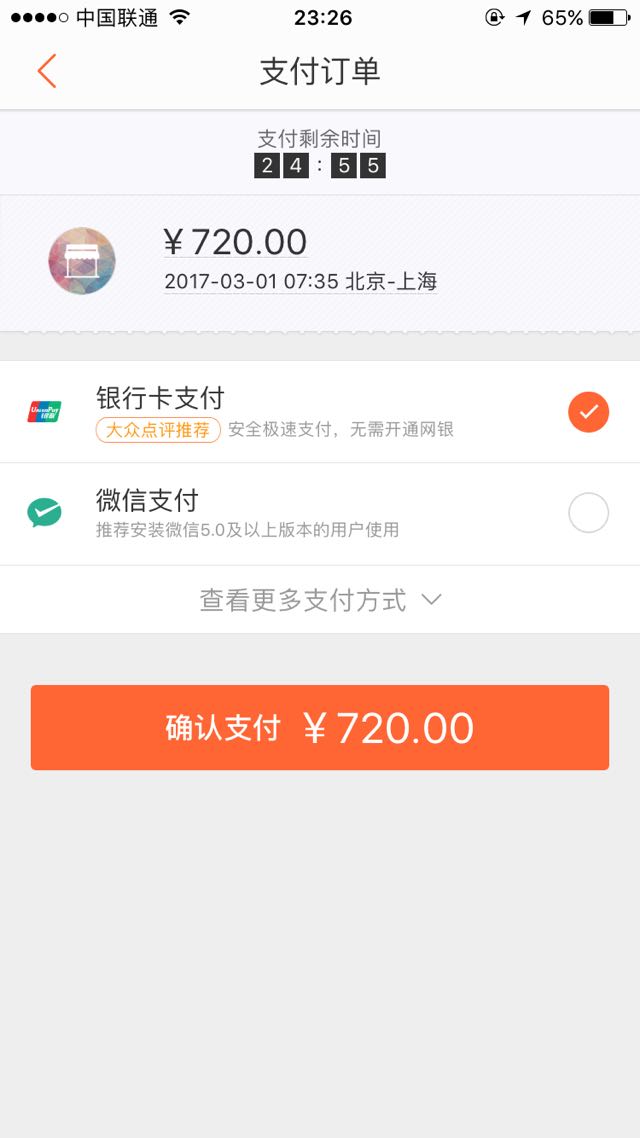 中国联通 23:26 65%
支付订单
支付剩余时间
24:55
¥720.00
2017-03-01 07:35 北京-上海
UnionPay
银联
银行卡支付
大众点评推荐 安全极速支付，无需开通网银
微信支付
推荐安装微信5.0及以上版本的用户使用
查看更多支付方式
确认支付 ¥720.00